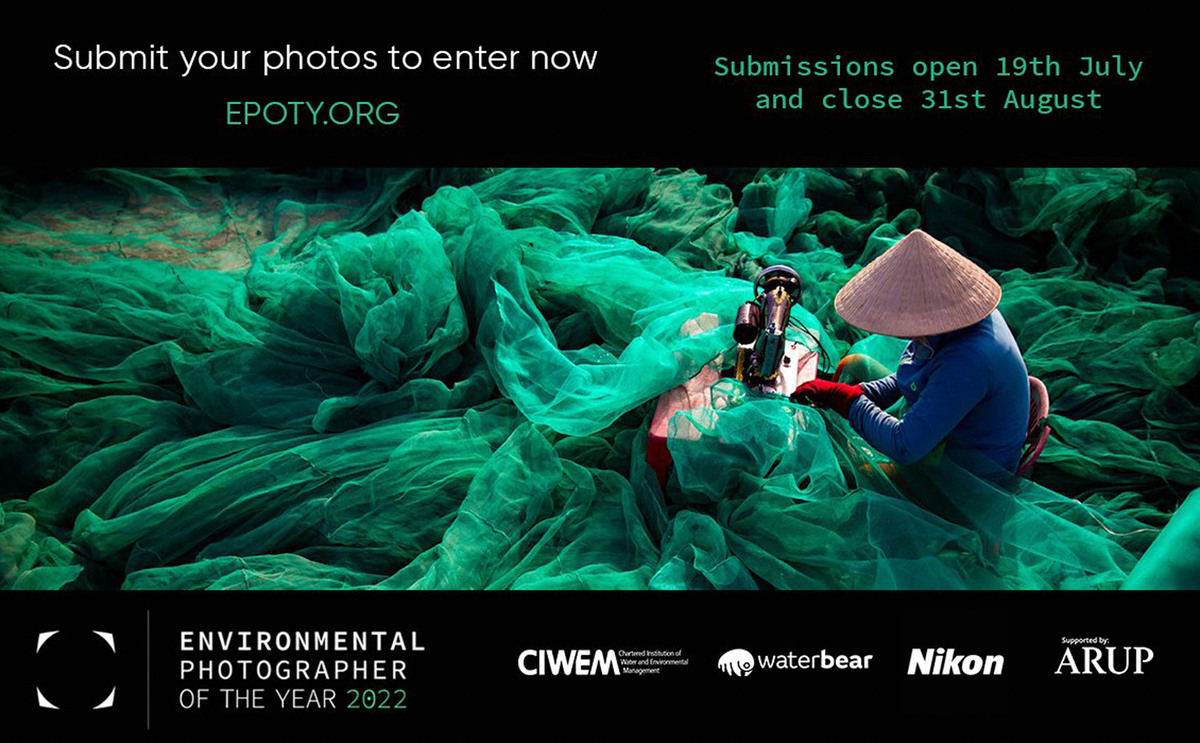 Submit your photos to enter now
EPOTY.ORG
Submissions open 19th July
and close 31st August
ENVIRONMENTAL
PHOTOGRAPHER
OF THE YEAR 2022
CIWEM
Chartered Institution of
Water and Environmental
Management
waterbear
Nikon
Supported by:
ARUP